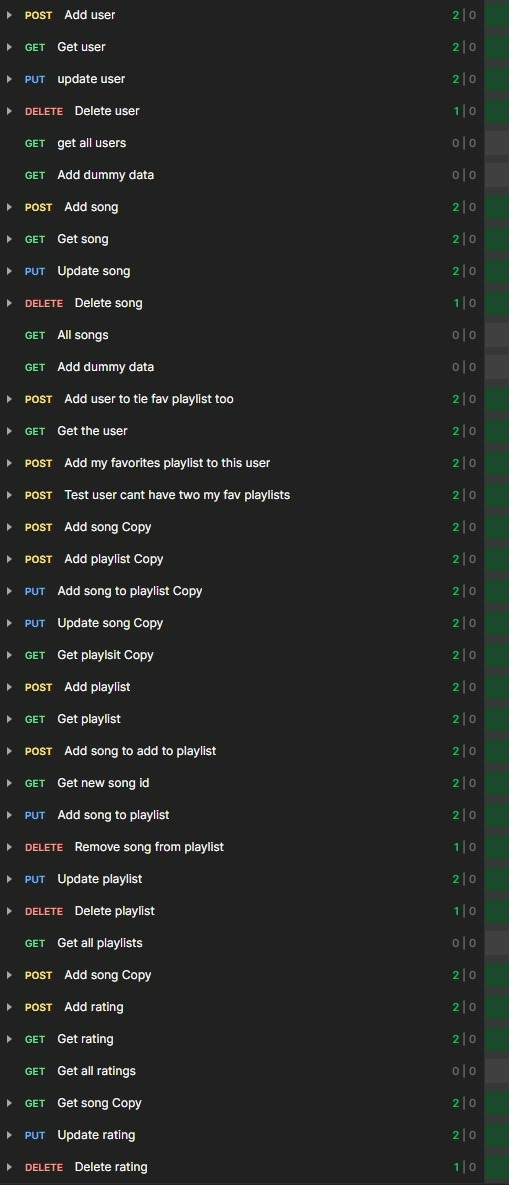 POST Add user 2 | 0
GET Get user 2 | 0
PUT update user 2 | 0
DELETE Delete user 1 | 0
GET get all users 0 | 0
GET Add dummy data 0 | 0
POST Add song 2 | 0
GET Get song 2 | 0
PUT Update song 2 | 0
DELETE Delete song 1 | 0
GET All songs 0 | 0
GET Add dummy data 0 | 0
POST Add user to tie fav playlist too 2 | 0
GET Get the user 2 | 0
POST Add my favorites playlist to this user 2 | 0
POST Test user cant have two my fav playlists 2 | 0
POST Add song Copy 2 | 0
POST Add playlist Copy 2 | 0
PUT Add song to playlist Copy 2 | 0
PUT Update song Copy 2 | 0
GET Get playlsit Copy 2 | 0
POST Add playlist 2 | 0
GET Get playlist 2 | 0
POST Add song to add to playlist 2 | 0
GET Get new song id 2 | 0
PUT Add song to playlist 2 | 0
DELETE Remove song from playlist 1 | 0
PUT Update playlist 2 | 0
DELETE Delete playlist 1 | 0
GET Get all playlists 0 | 0
POST Add song Copy 2 | 0
POST Add rating 2 | 0
GET Get rating 2 | 0
GET Get all ratings 0 | 0
GET Get song Copy 2 | 0
PUT Update rating 2 | 0
DELETE Delete rating 1 | 0